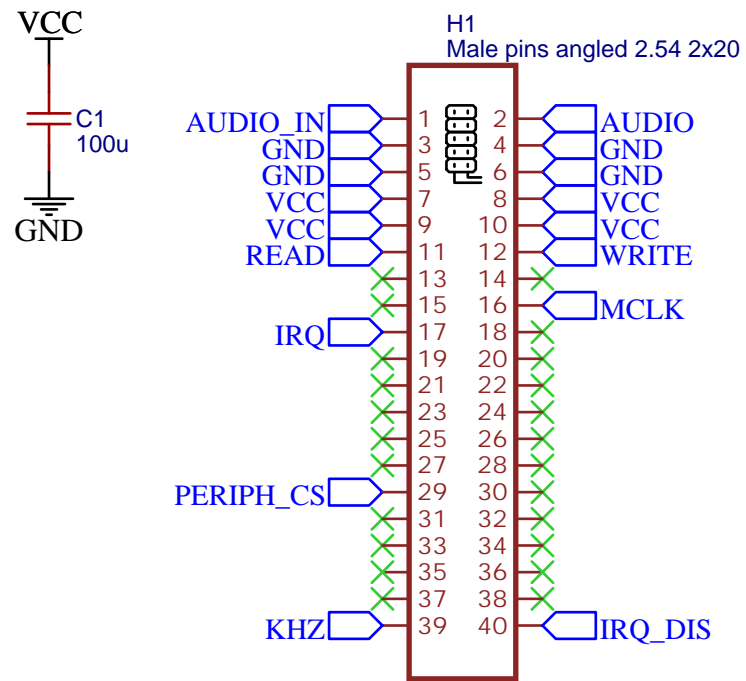 VCC
C1
100u
GND
H1
Male pins angled 2.54 2x20
AUDIO_IN 1 2 AUDIO
GND 3 4 GND
GND 5 6 GND
VCC 7 8 VCC
VCC 9 10 VCC
READ 11 12 WRITE
13 14
15 16 MCLK
IRQ 17 18
19 20
21 22
23 24
25 26
27 28
PERIPH_CS 29 30
31 32
33 34
35 36
37 38
KHZ 39 40 IRQ_DIS